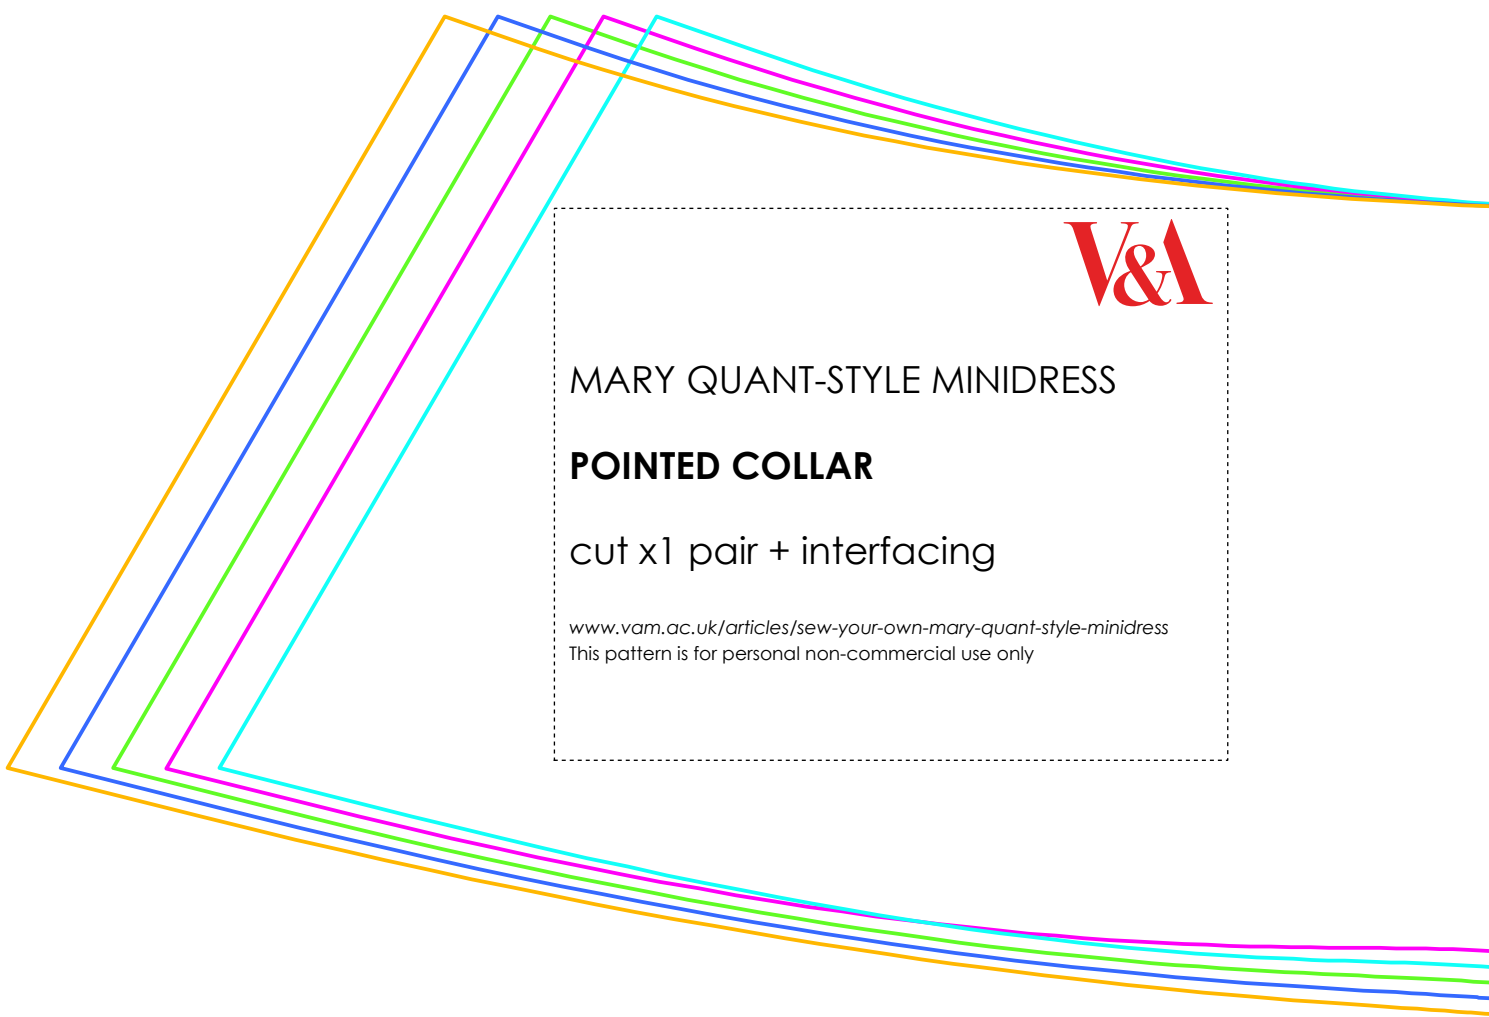 V&A
MARY QUANT-STYLE MINIDRESS
POINTED COLLAR
cut x1 pair + interfacing
www.vam.ac.uk/articles/sew-your-own-mary-quant-style-minidress
This pattern is for personal non-commercial use only